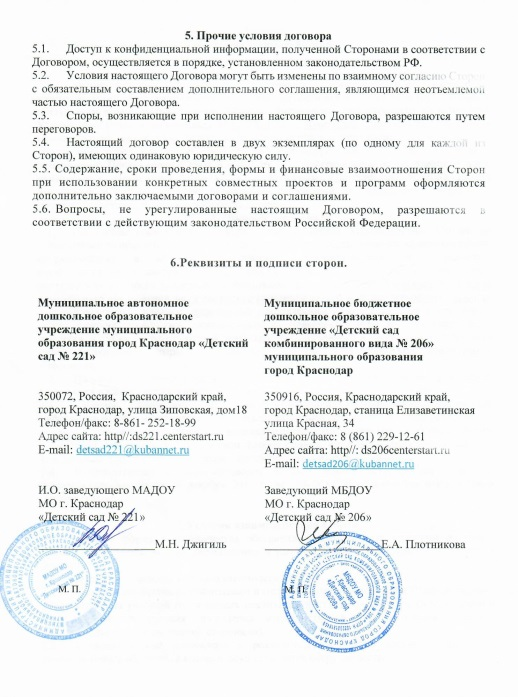 5. Прочие условия договора
5.1. Доступ к конфиденциальной информации, полученной Сторонами в соответствии с
Договором, осуществляется в порядке, установленном законодательством РФ.
5.2. Условия настоящего Договора могут быть изменены по взаимному согласию Сторон
с обязательным составлением дополнительного соглашения, являющимся неотъемлемой
частью настоящего Договора.
5.3. Споры, возникающие при исполнении настоящего Договора, разрешаются путем
переговоров.
5.4. Настоящий договор составлен в двух экземплярах (по одному для каждой из
Сторон), имеющих одинаковую юридическую силу.
5.5. Содержание, сроки проведения, формы и финансовые взаимоотношения Сторон
при использовании конкретных совместных проектов и программ оформляются
дополнительно заключаемыми договорами и соглашениями.
5.6. Вопросы, не урегулированные настоящим Договором, разрешаются в
соответствии с действующим законодательством Российской Федерации.
6.Реквизиты и подписи сторон.
Муниципальное автономное
дошкольное образовательное
учреждение муниципального
образования город Краснодар «Детский
сад № 221»
350072, Россия, Краснодарский край,
город Краснодар, улица Зиповская, дом18
Телефон/факс: 8-861- 252-18-99
Адрес сайта: http//:ds221.centerstart.ru
E-mail: detsad221@kubannet.ru
И.О. заведующего МАДОУ
МО г. Краснодар
«Детский сад № 221»
М.Н. Джигиль
М. П.
Муниципальное бюджетное
дошкольное образовательное
учреждение «Детский сад
комбинированного вида № 206»
муниципального образования
город Краснодар
350916, Россия, Краснодарский край,
город Краснодар, станица Елизаветинская
улица Красная, 34
Телефон/факс: 8 (861) 229-12-61
Адрес сайта: http//: ds206centerstart.ru
E-mail: detsad206@kubannet.ru
Заведующий МБДОУ
МО г. Краснодар
«Детский сад № 206»
Е.А. Плотникова
М. П.
МБДОУ МО
г. Краснодар
«Детский сад
№206»